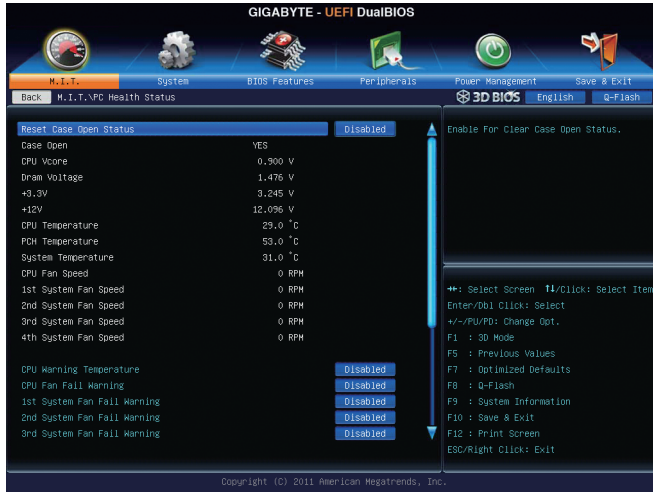 GIGABYTE - UEFI DualBIOS
M.I.T. System BIOS Features Peripherals Power Management Save & Exit
Back M.I.T.\PC Health Status 3D BIOS English Q-Flash
Reset Case Open Status Disabled
Case Open YES
CPU Vcore 0.900 V
Dram Voltage 1.476 V
+3.3V 3.245 V
+12V 12.096 V
CPU Temperature 29.0 °C
PCH Temperature 53.0 °C
System Temperature 31.0 °C
CPU Fan Speed 0 RPM
1st System Fan Speed 0 RPM
2nd System Fan Speed 0 RPM
3rd System Fan Speed 0 RPM
4th System Fan Speed 0 RPM
CPU Warning Temperature Disabled
CPU Fan Fail Warning Disabled
1st System Fan Fail Warning Disabled
2nd System Fan Fail Warning Disabled
3rd System Fan Fail Warning Disabled
Enable For Clear Case Open Status.
→←: Select Screen ↑↓/Click: Select Item
Enter/Dbl Click: Select
+/-/PU/PD: Change Opt.
F1 : 3D Mode
F5 : Previous Values
F7 : Optimized Defaults
F8 : Q-Flash
F9 : System Information
F10 : Save & Exit
F12 : Print Screen
ESC/Right Click: Exit
Copyright (C) 2011 American Megatrends, Inc.